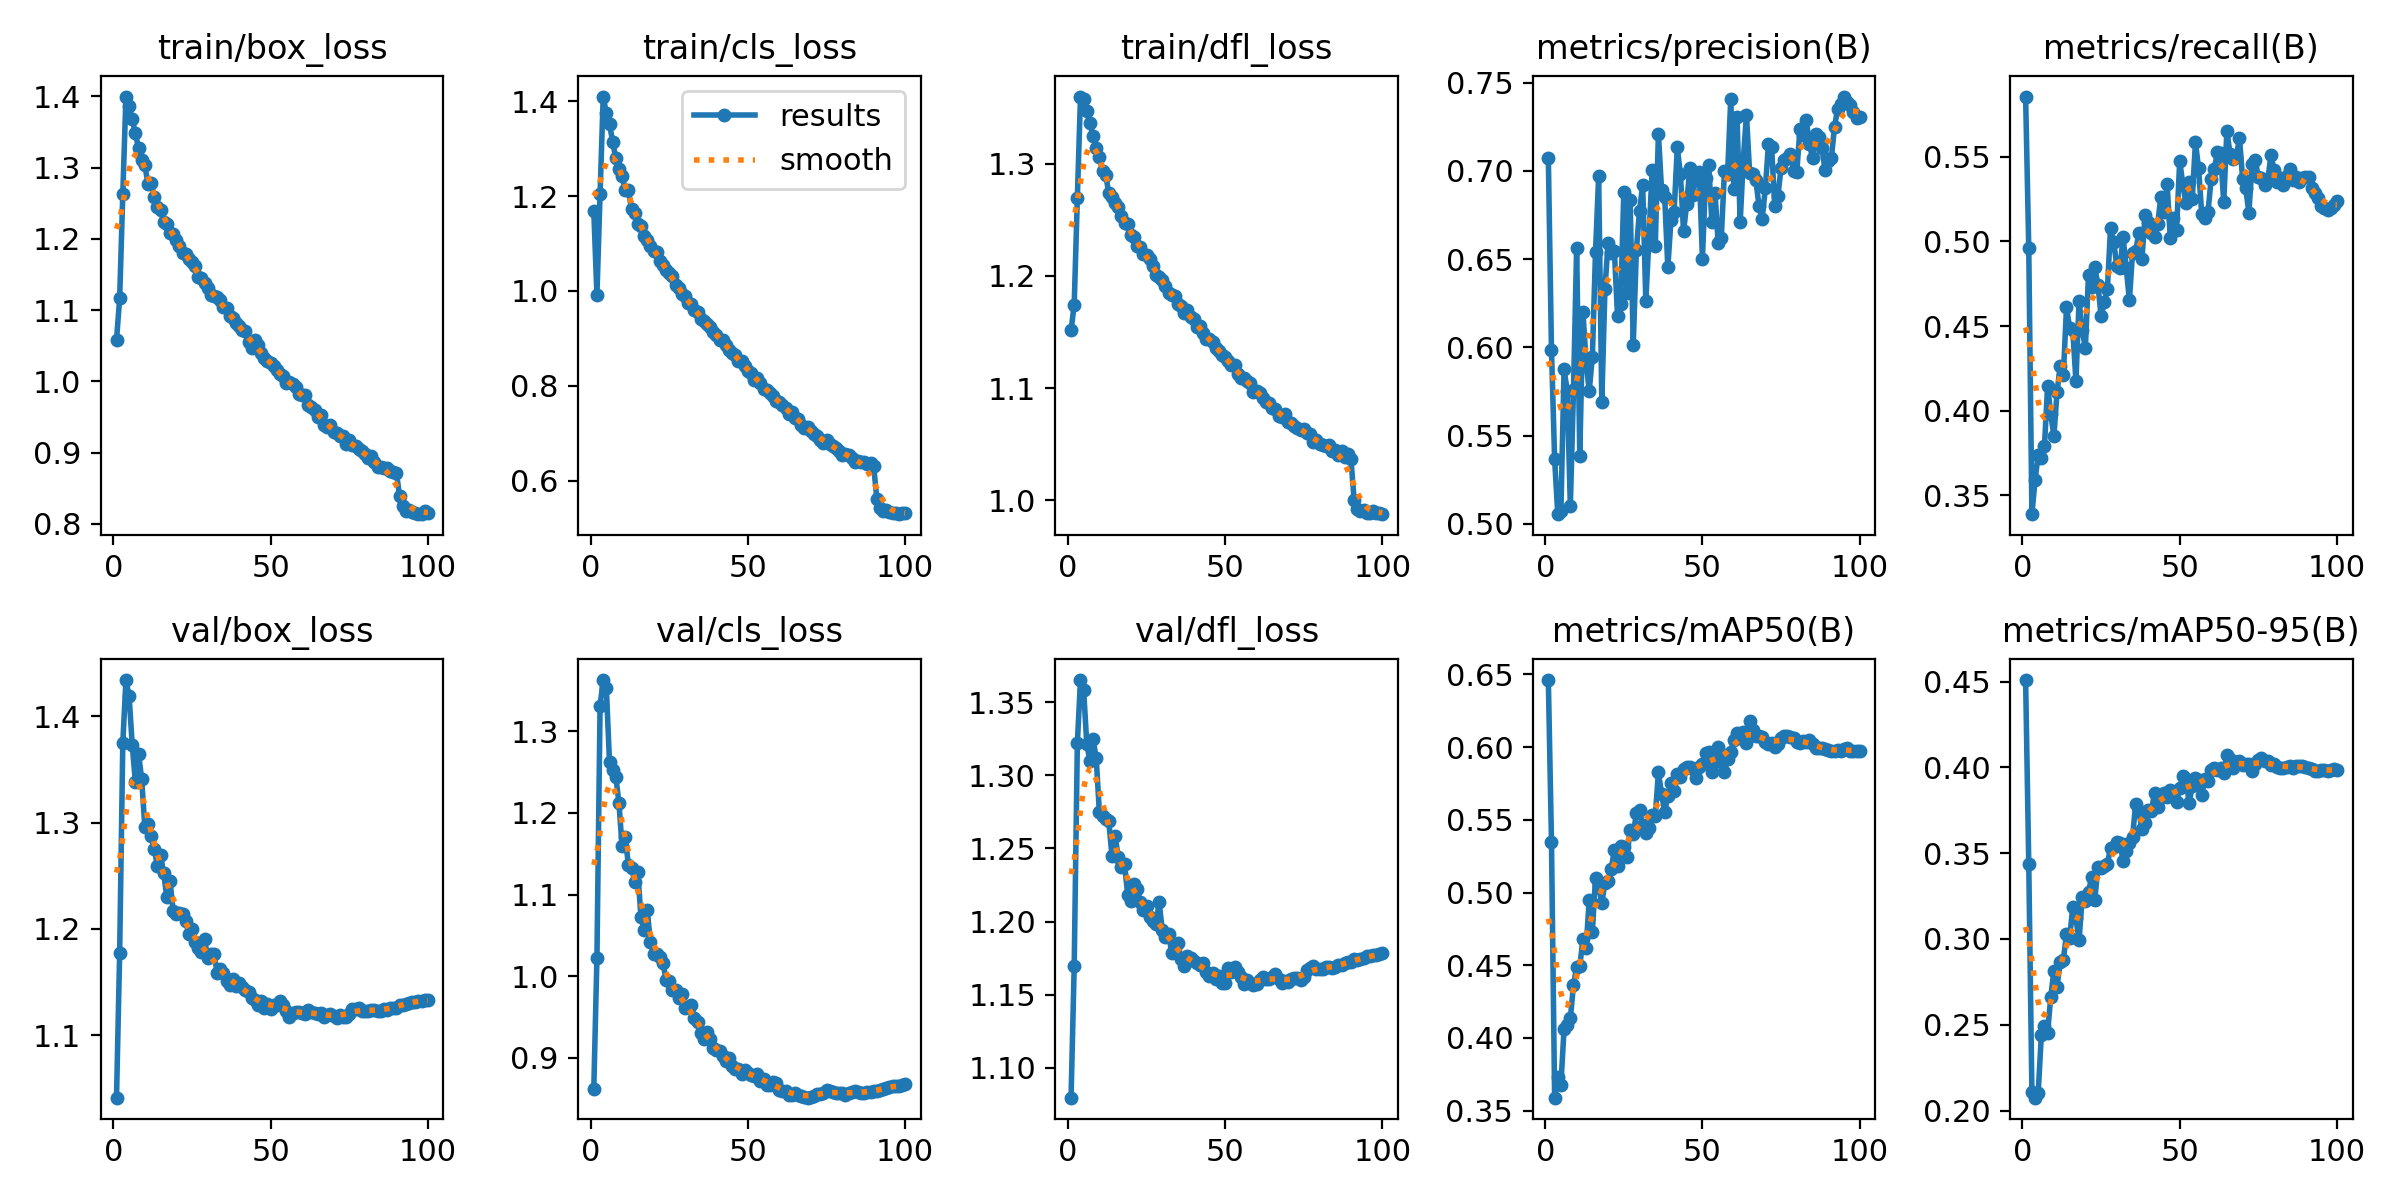 train/box_loss
1.4
1.3
1.2
1.1
1.0
0.9
0.8
0 50 100
train/cls_loss
results
smooth
1.4
1.2
1.0
0.8
0.6
0 50 100
train/dfl_loss
1.3
1.2
1.1
1.0
0 50 100
metrics/precision(B)
0.75
0.70
0.65
0.60
0.55
0.50
0 50 100
metrics/recall(B)
0.55
0.50
0.45
0.40
0.35
0 50 100
val/box_loss
1.4
1.3
1.2
1.1
0 50 100
val/cls_loss
1.3
1.2
1.1
1.0
0.9
0 50 100
val/dfl_loss
1.35
1.30
1.25
1.20
1.15
1.10
0 50 100
metrics/mAP50(B)
0.65
0.60
0.55
0.50
0.45
0.40
0.35
0 50 100
metrics/mAP50-95(B)
0.45
0.40
0.35
0.30
0.25
0.20
0 50 100